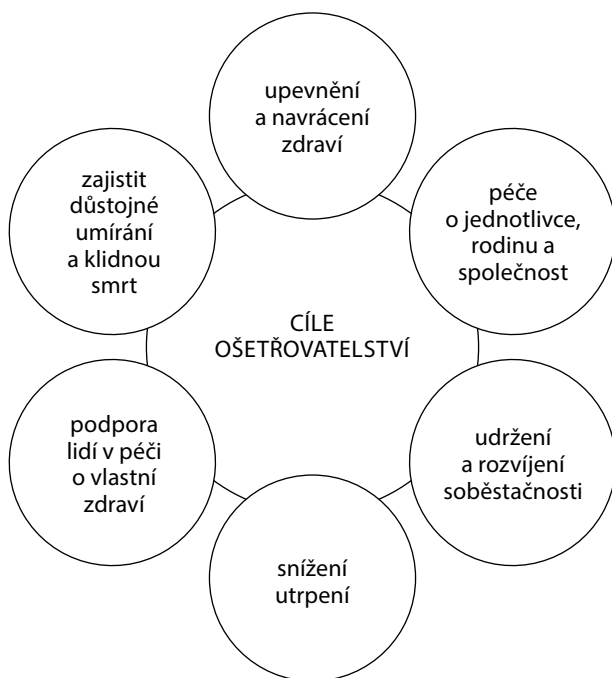 upevnění
a navrácení
zdraví
péče
o jednotlivce,
rodinu a
společnost
udržení
a rozvíjení
soběstačnosti
snížení
utrpení
podpora
lidí v péči
o vlastní
zdraví
zajistit
důstojné
umírání
a klidnou
smrt
CÍLE
OŠETŘOVATELSTVÍ